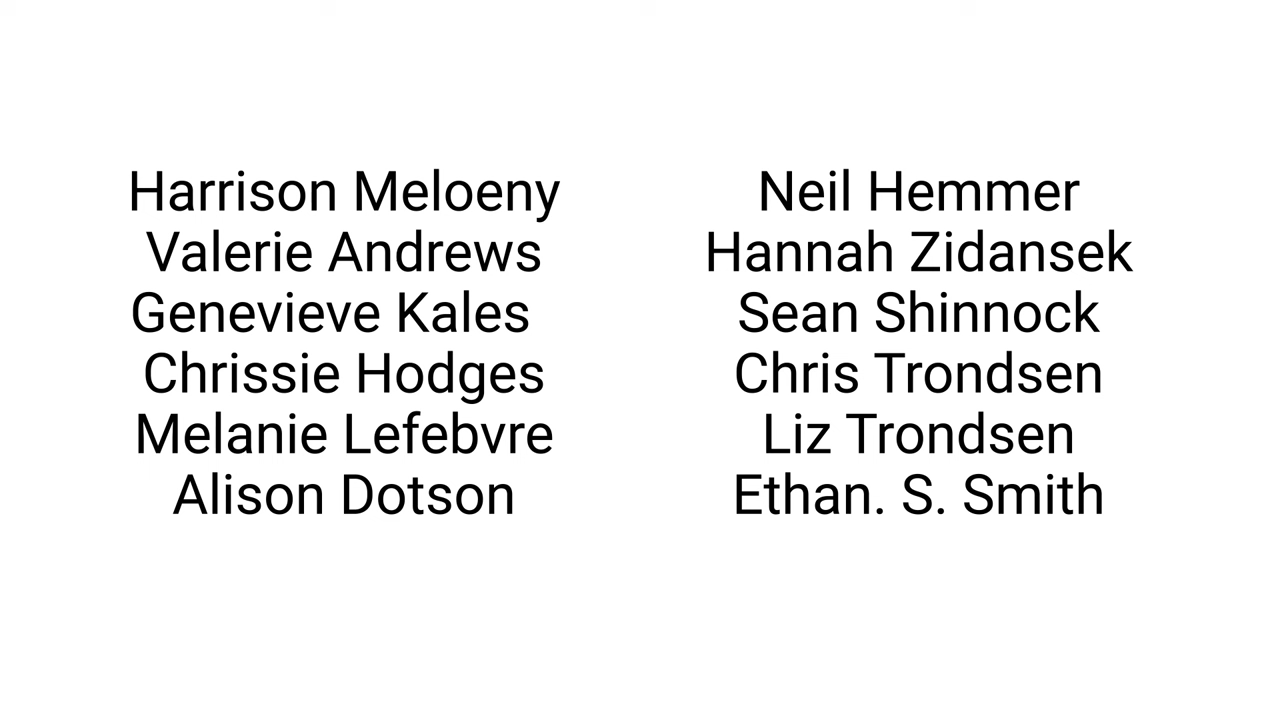 Harrison Meloeny
Valerie Andrews
Genevieve Kales
Chrissie Hodges
Melanie Lefebvre
Alison Dotson
Neil Hemmer
Hannah Zidansek
Sean Shinnock
Chris Trondsen
Liz Trondsen
Ethan. S. Smith